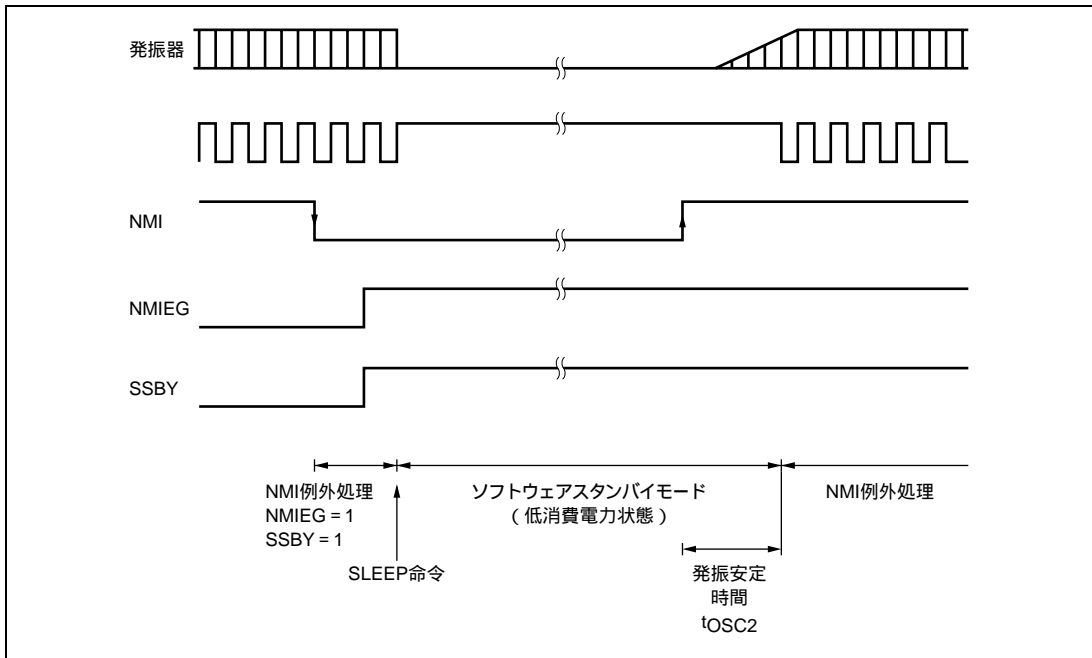 発振器
NMI
NMIEG
SSBY
NMI例外処理
NMIEG = 1
SSBY = 1
SLEEP命令
ソフトウェアスタンバイモード
(低消費電力状態)
発振安定
時間
tOSC2
NMI例外処理